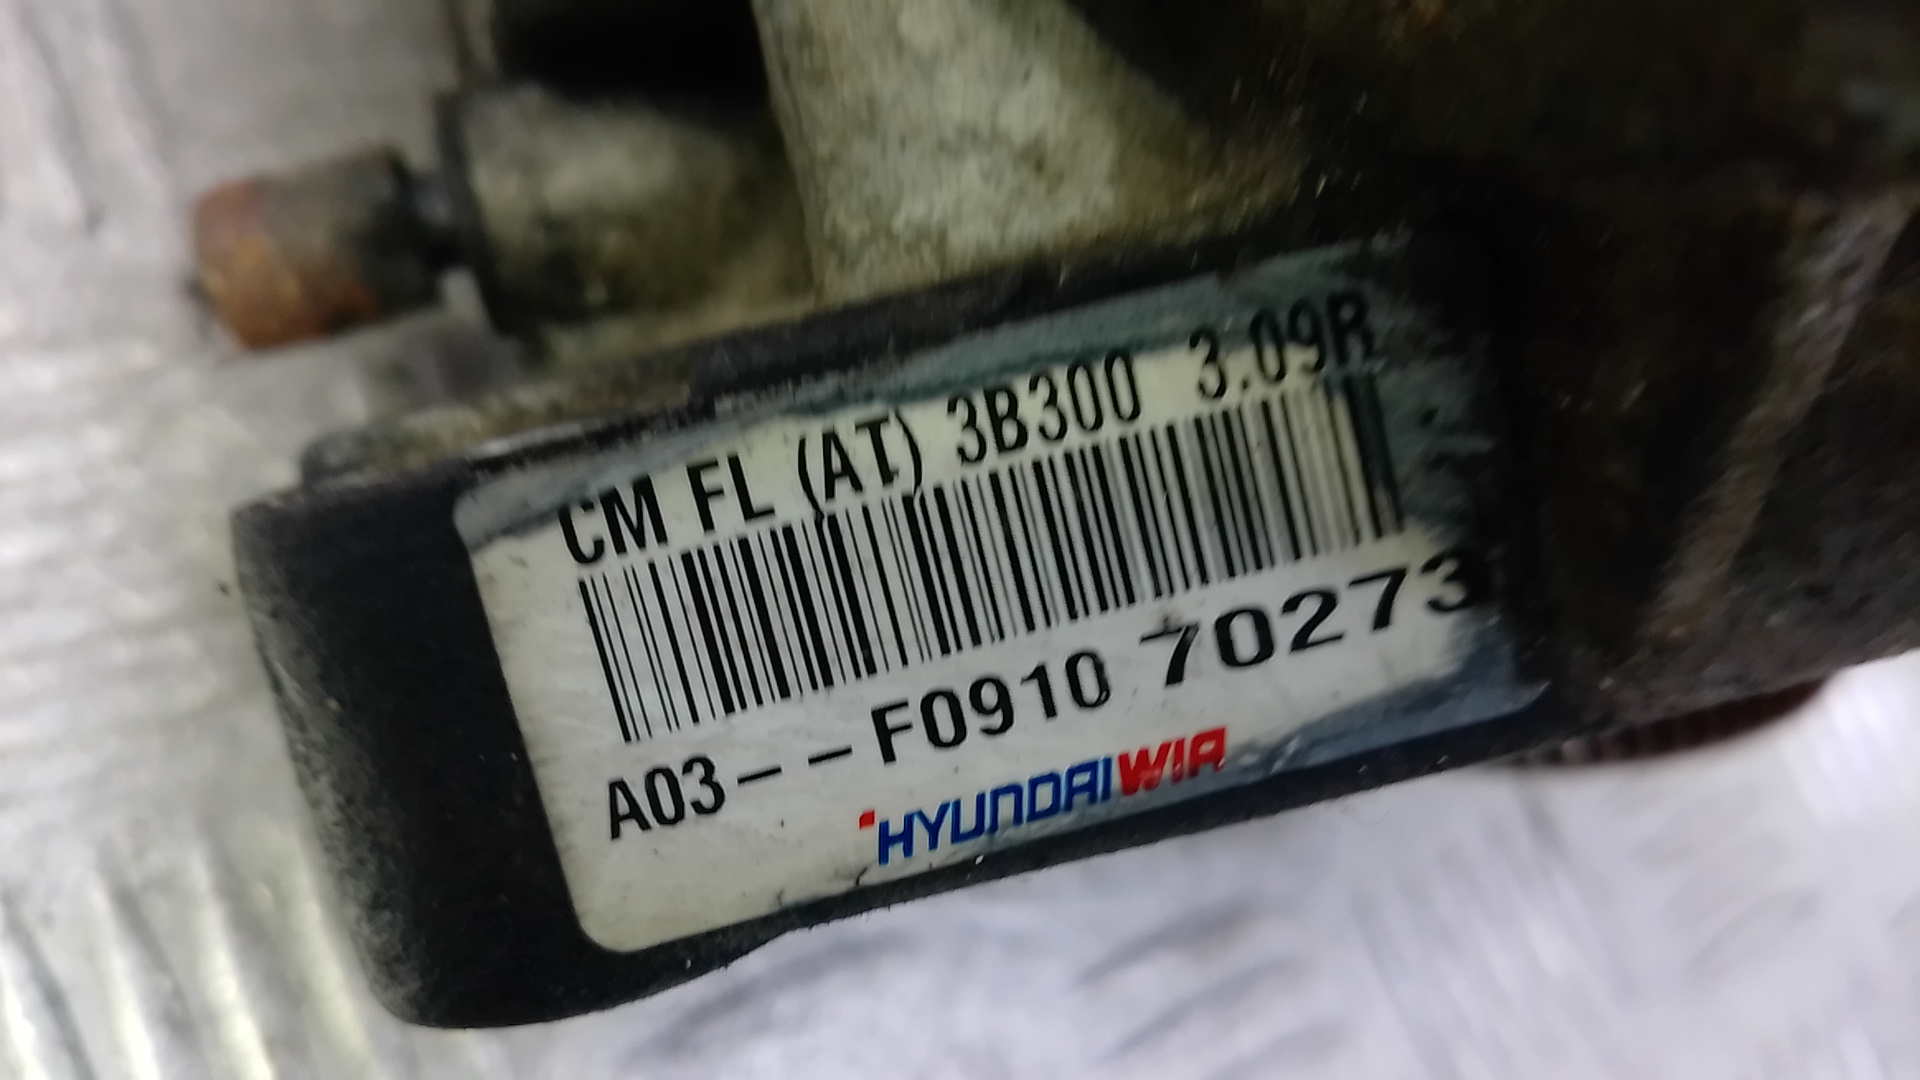 CM FL (AT) 3B300 3.09R
A03--F0910 70273
HYUNDAI WIA